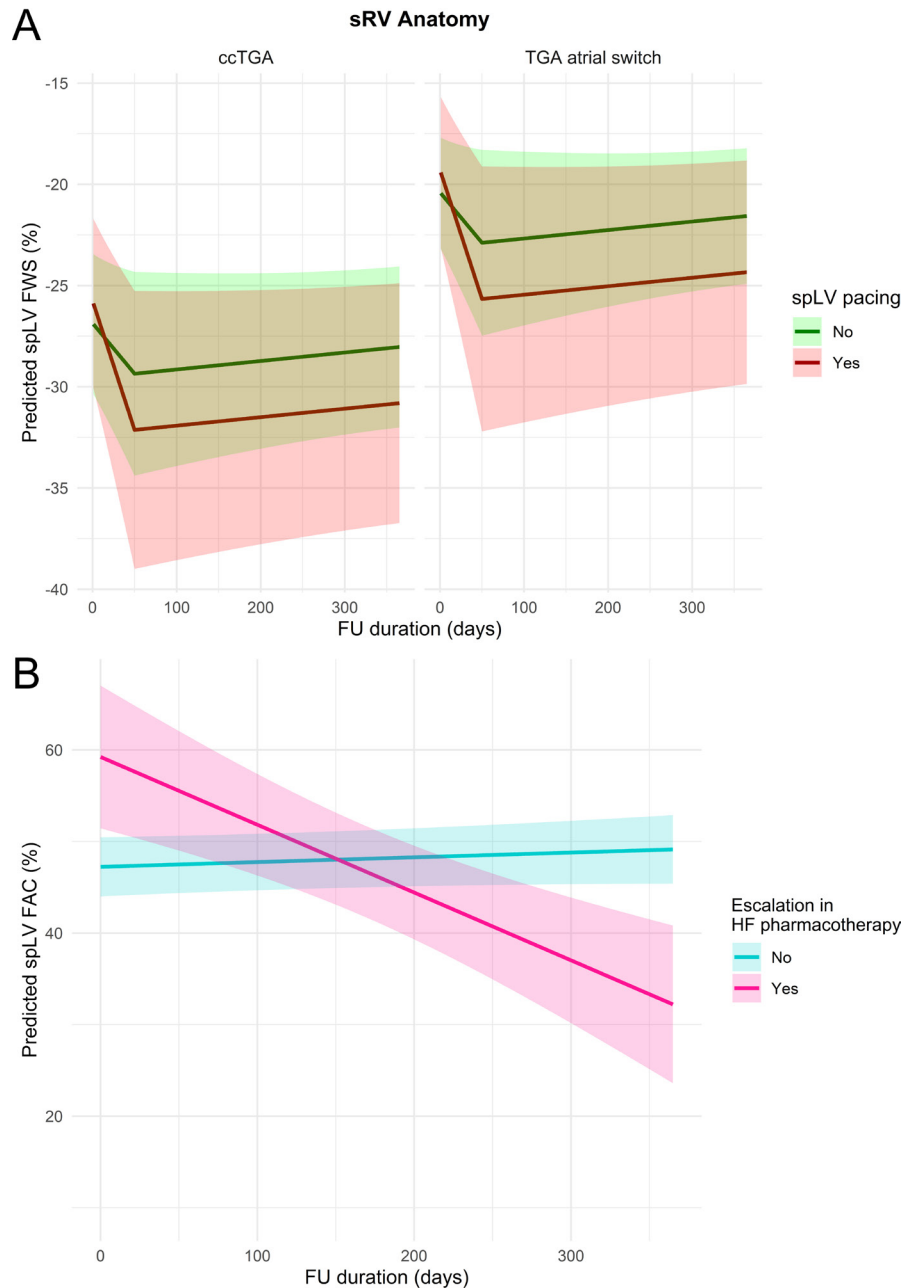 A
sRV Anatomy
ccTGA
TGA atrial switch
-15
-20
-25
-30
-35
-40
Predicted spLV FWS (%)
0 100 200 300
0 100 200 300
FU duration (days)
spLV pacing
No
Yes
B
60
40
20
Predicted spLV FAC (%)
0 100 200 300
FU duration (days)
Escalation in
HF pharmacotherapy
No
Yes